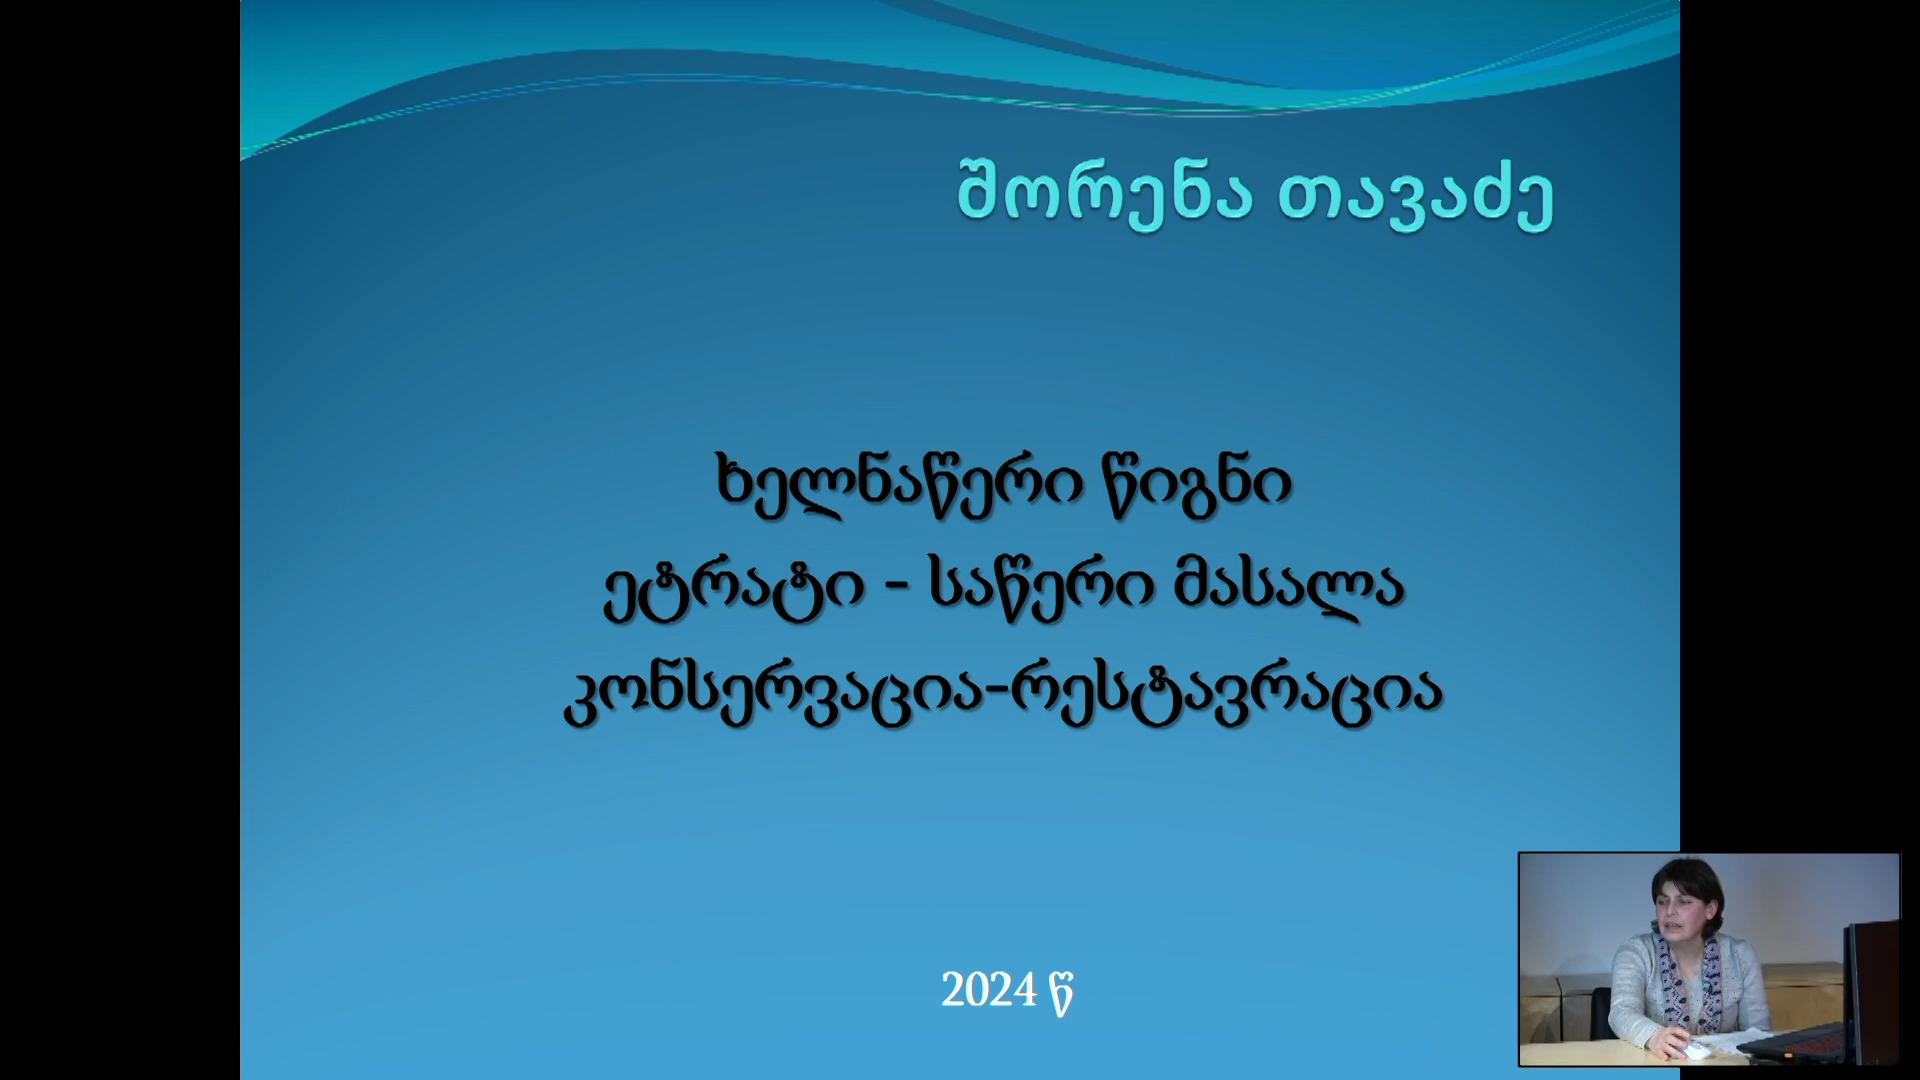 შორენა თავაძე
ხელნაწერი წიგნი
ეტრატი - საწერი მასალა
კონსერვაცია-რესტავრაცია
2024 წ